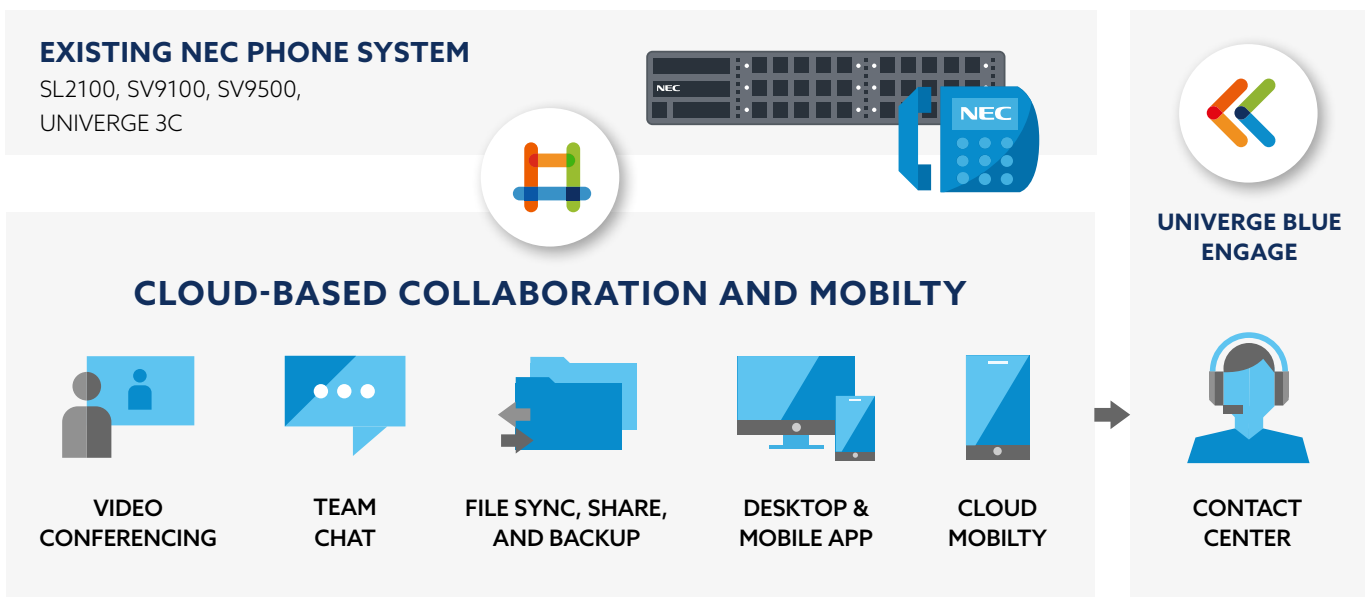 EXISTING NEC PHONE SYSTEM
SL2100, SV9100, SV9500,
UNIVERGE 3C
NEC
NEC
UNIVERGE BLUE
ENGAGE
CLOUD-BASED COLLABORATION AND MOBILTY
VIDEO
CONFERENCING
TEAM
CHAT
FILE SYNC, SHARE,
AND BACKUP
DESKTOP &
MOBILE APP
CLOUD
MOBILTY
CONTACT
CENTER